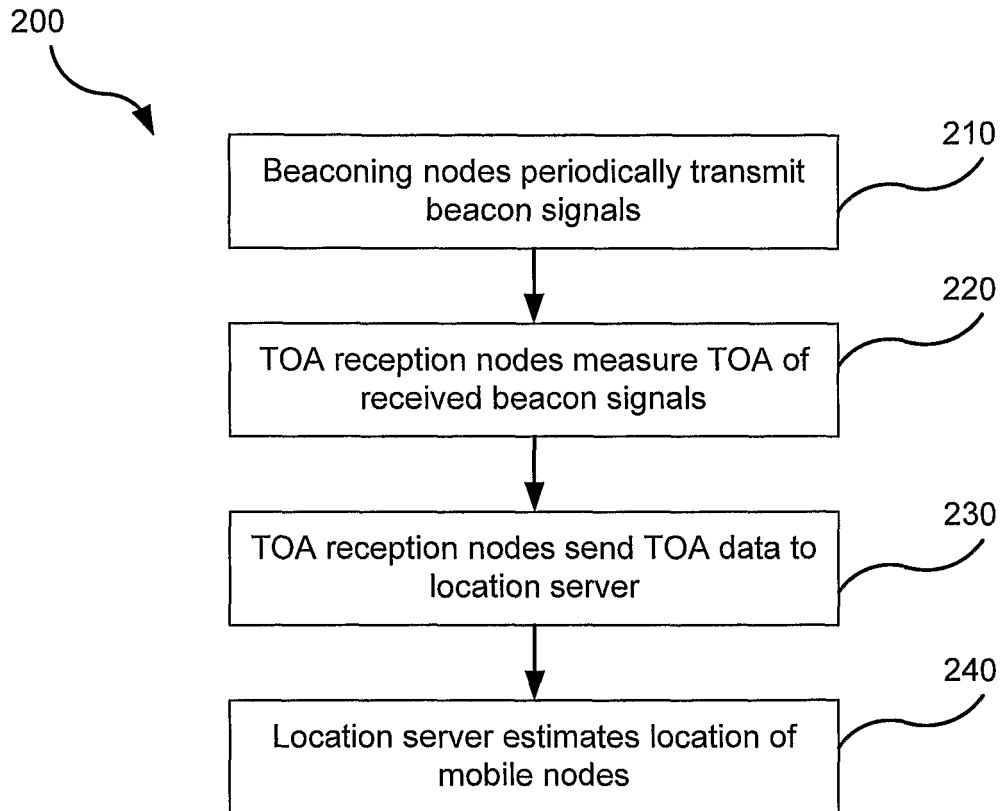 200
210
Beaconing nodes periodically transmit
beacon signals
220
TOA reception nodes measure TOA of
received beacon signals
230
TOA reception nodes send TOA data to
location server
240
Location server estimates location of
mobile nodes